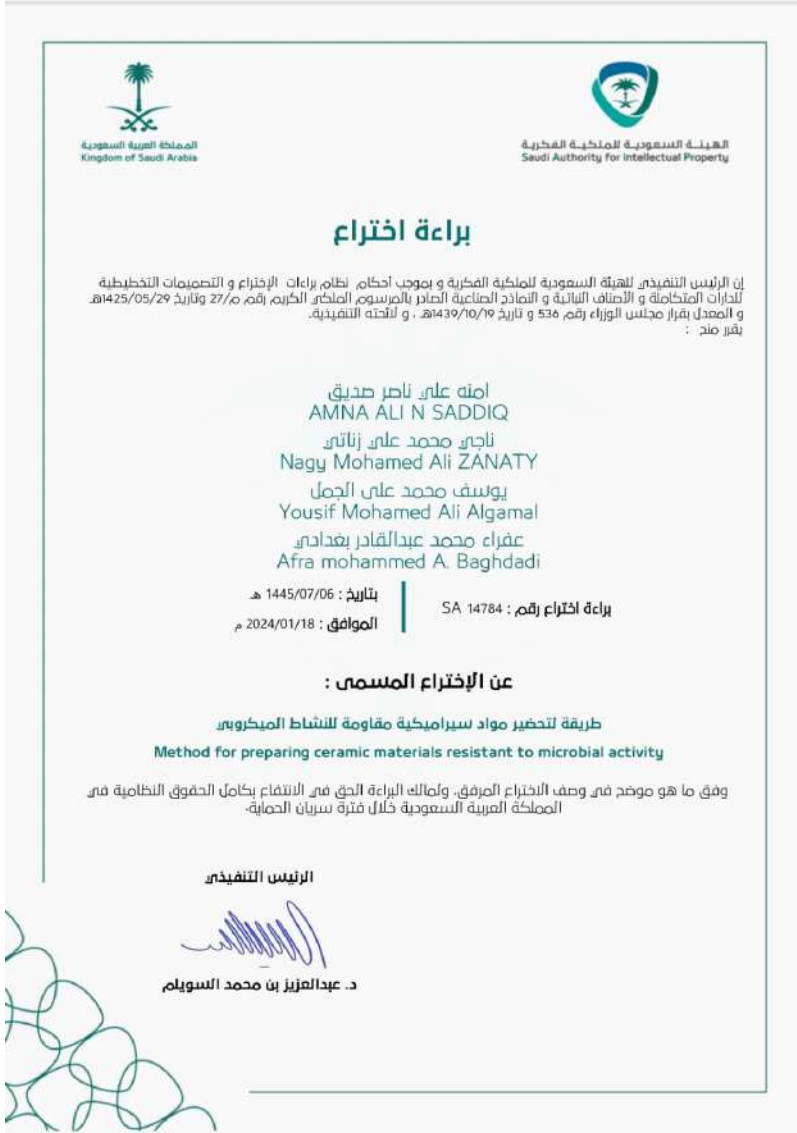 المملكة العربية السعودية
Kingdom of Saudi Arabia
الهيئة السعودية للملكية الفكرية
Saudi Authority for Intellectual Property
براءة اختراع
إن الرئيس التنفيذي للهيئة السعودية للملكية الفكرية و بموجب أحكام نظام براءات الإختراع و التصميمات التخطيطية
للدارات المتكاملة و الأصناف النباتية و النماذج الصناعية الصادر بالمرسوم الملكي الكريم رقم م/27 وتاريخ 1425/05/29هـ
و المعدل بقرار مجلس الوزراء رقم 536 و تاريخ 1439/10/19هـ ، و لائحته التنفيذية.
يقرر منح :
امنه علي ناصر صديق
AMNA ALI N SADDIQ
ناجي محمد علي زناتي
Nagy Mohamed Ali ZANATY
يوسف محمد على الجمل
Yousif Mohamed Ali Algamal
عفراء محمد عبدالقادر بغدادي
Afra mohammed A. Baghdadi
براءة اختراع رقم : SA 14784
بتاريخ : 1445/07/06 هـ
الموافق : 2024/01/18 م
عن الإختراع المسمى :
طريقة لتحضير مواد سيراميكية مقاومة للنشاط الميكروبي
Method for preparing ceramic materials resistant to microbial activity
وفق ما هو موضح في وصف الاختراع المرفق، ولمالك البراءة الحق في الانتفاع بكامل الحقوق النظامية في
المملكة العربية السعودية خلال فترة سريان الحماية.
الرئيس التنفيذي
د. عبدالعزيز بن محمد السويلم